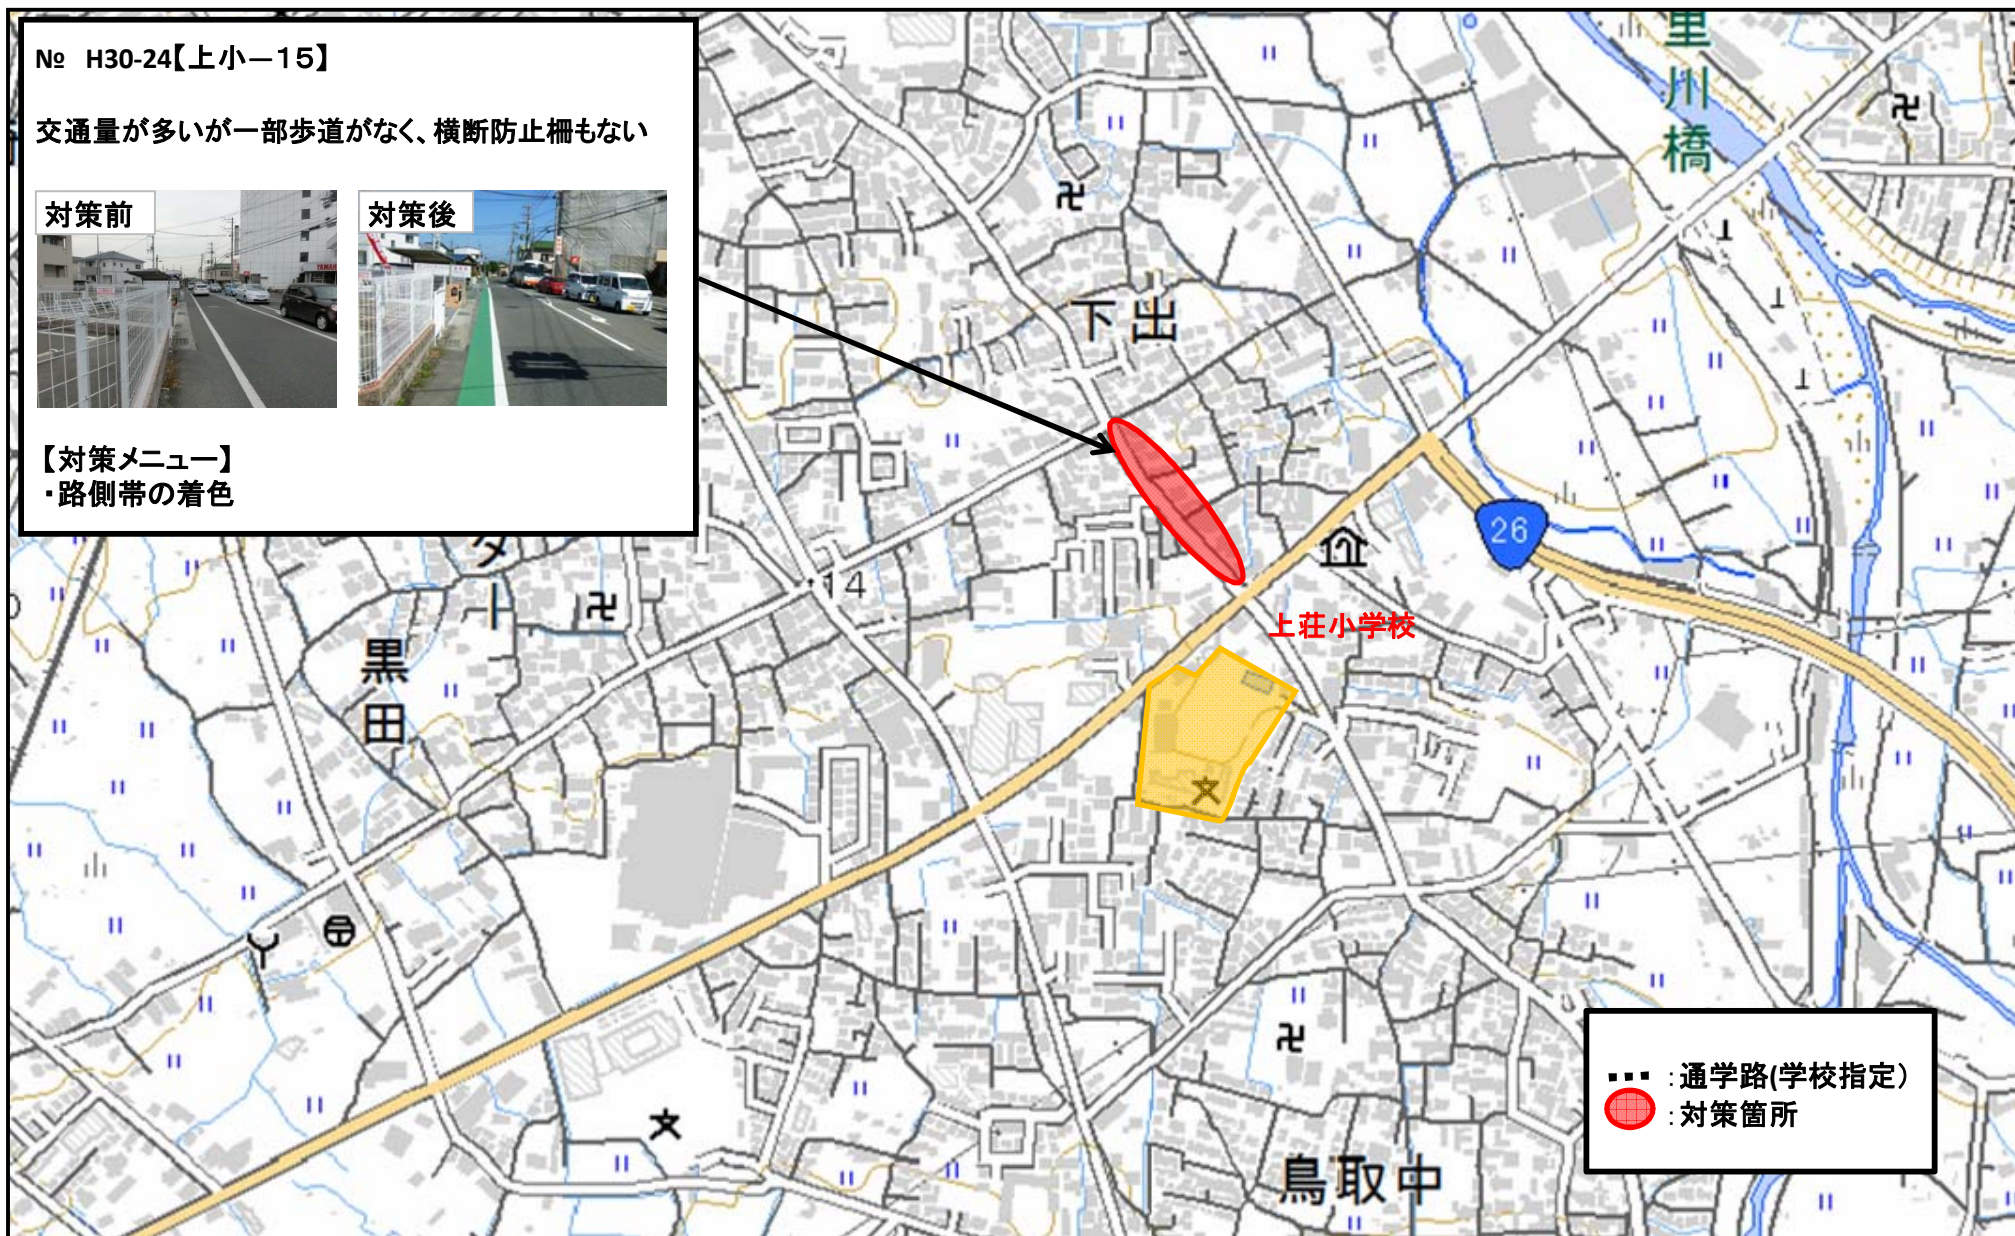 № H30-24【上小－15】
交通量が多いが一部歩道がなく、横断防止柵もない
対策前
対策後
【対策メニュー】
・路側帯の着色
里川橋
下出
26
14
上荘小学校
ター
黒田
鳥取中
：通学路(学校指定）
：対策箇所